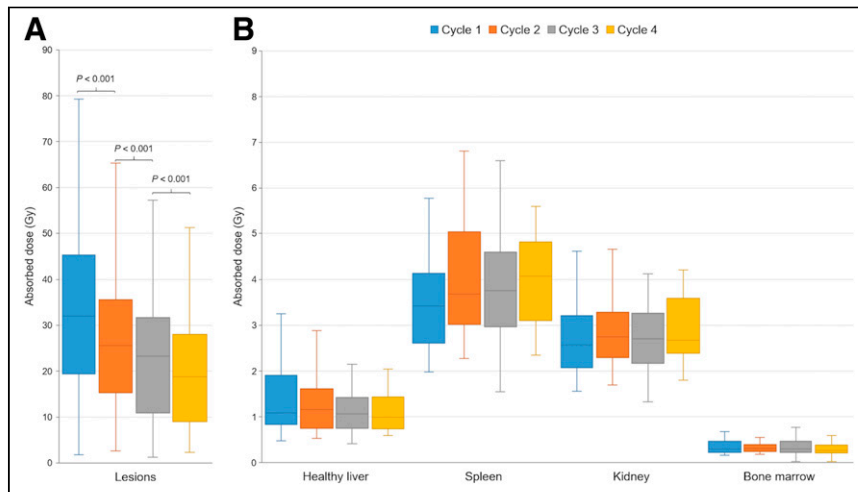 A
B
Cycle 1 Cycle 2 Cycle 3 Cycle 4
Absorbed dose (Gy)
90
80
70
60
50
40
30
20
10
0
P < 0.001
P < 0.001
P < 0.001
Lesions
Absorbed dose (Gy)
9
8
7
6
5
4
3
2
1
0
Healthy liver Spleen Kidney Bone marrow